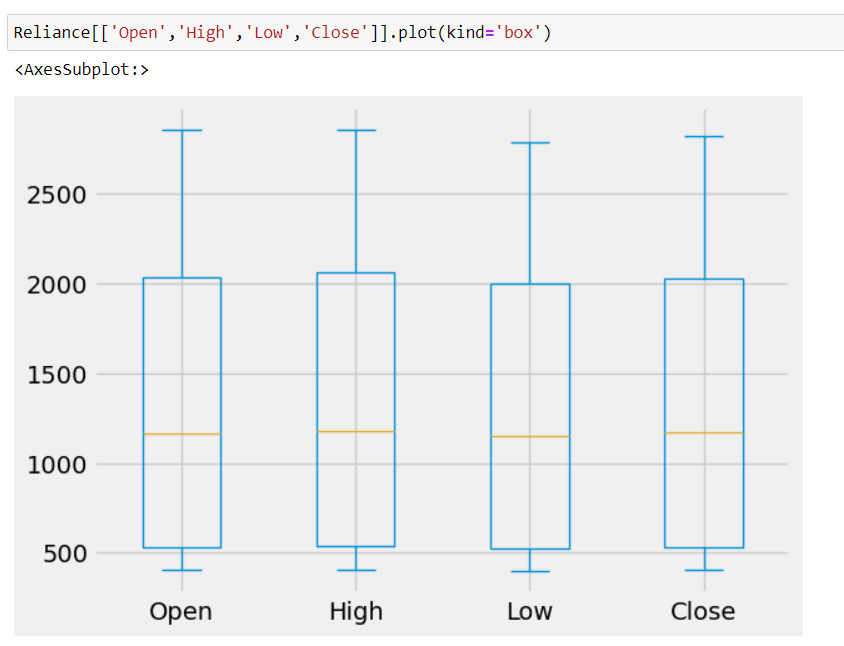 Reliance[['Open','High','Low','Close']].plot(kind='box')
<AxesSubplot:>
2500
2000
1500
1000
500
Open High Low Close